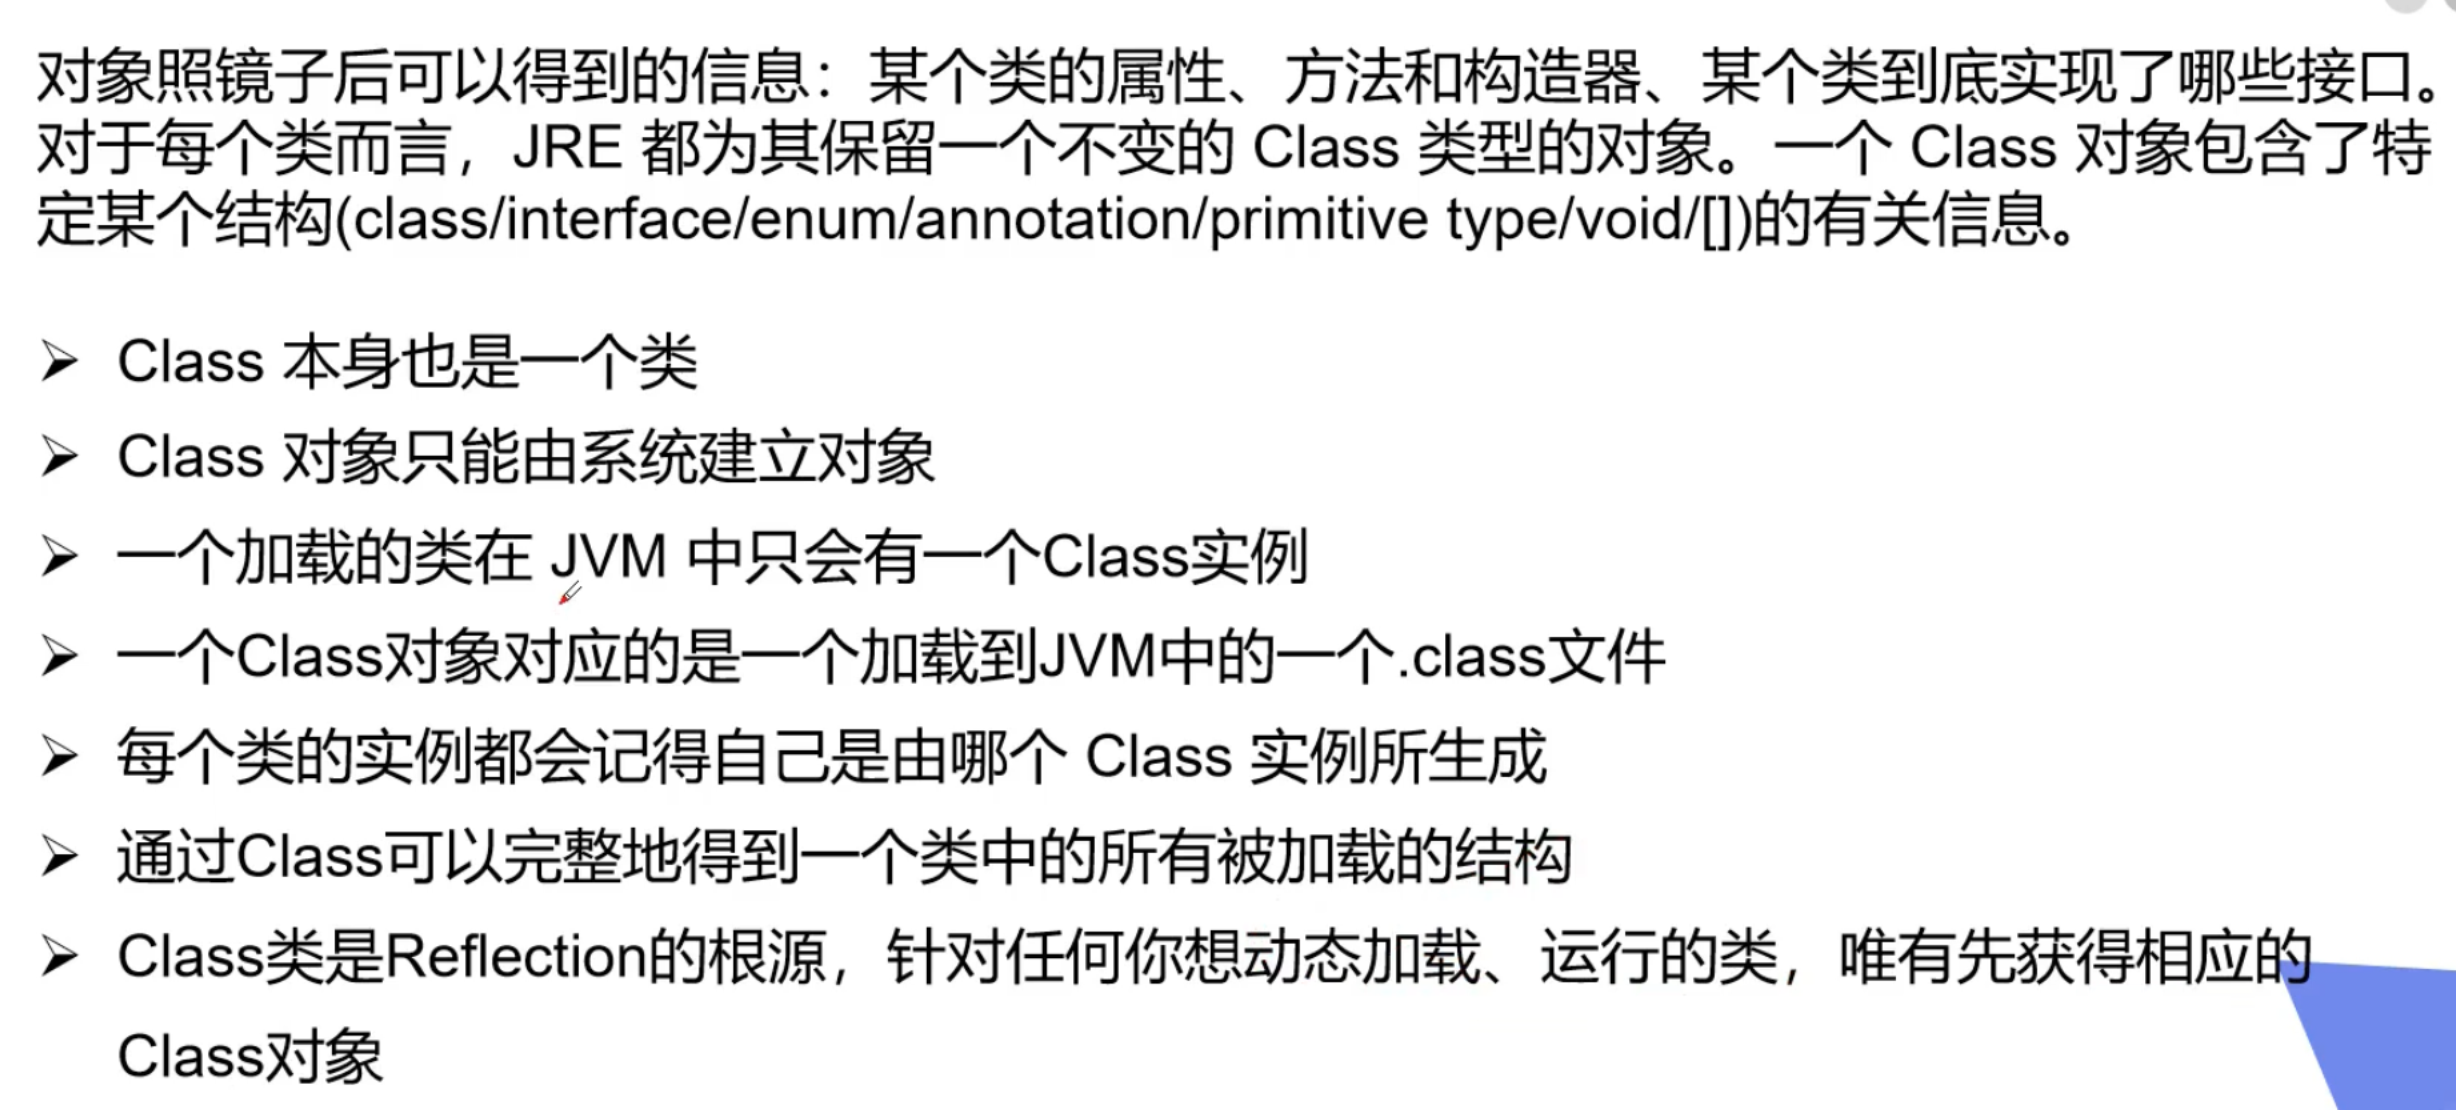 对象照镜子后可以得到的信息：某个类的属性、方法和构造器、某个类到底实现了哪些接口。
对于每个类而言，JRE 都为其保留一个不变的 Class 类型的对象。一个 Class 对象包含了特
定某个结构(class/interface/enum/annotation/primitive type/void/[])的有关信息。
➢ Class 本身也是一个类
➢ Class 对象只能由系统建立对象
➢ 一个加载的类在 JVM 中只会有一个Class实例
➢ 一个Class对象对应的是一个加载到JVM中的一个.class文件
➢ 每个类的实例都会记得自己是由哪个 Class 实例所生成
➢ 通过Class可以完整地得到一个类中的所有被加载的结构
➢ Class类是Reflection的根源，针对任何你想动态加载、运行的类，唯有先获得相应的
Class对象